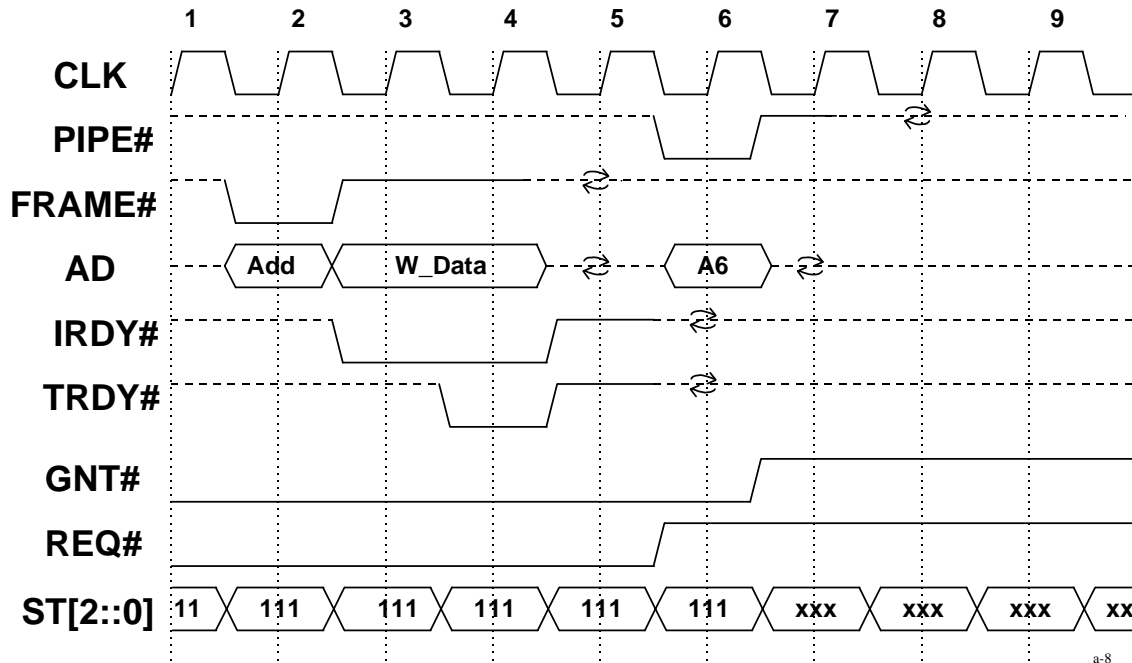 1 2 3 4 5 6 7 8 9
CLK
PIPE#
FRAME#
AD Add W_Data A6
IRDY#
TRDY#
GNT#
REQ#
ST[2::0] 11 111 111 111 111 111 xxx xxx xxx xx
a-8